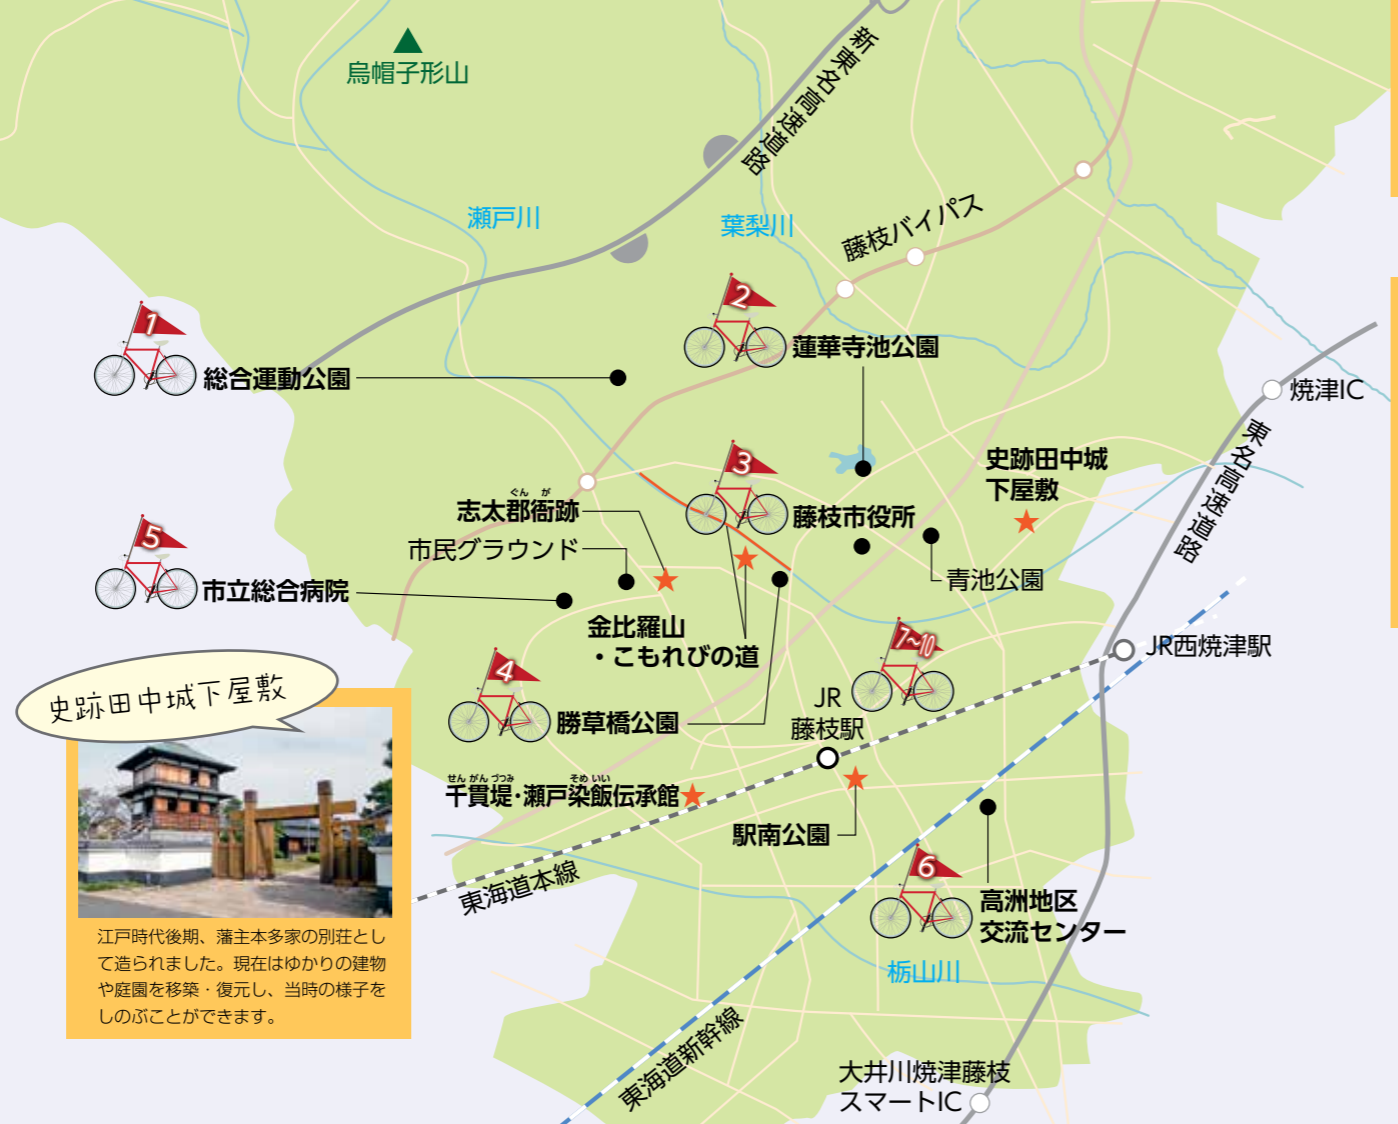 烏帽子形山
新東名高速道路
瀬戸川
葉梨川
藤枝バイパス
1
総合運動公園
2
蓮華寺池公園
焼津IC
東名高速道路
3
藤枝市役所
史跡田中城
下屋敷
ぐん が
志太郡衙跡
市民グラウンド
青池公園
5
市立総合病院
金比羅山
・こもれびの道
7~10
JR西焼津駅
4
勝草橋公園
JR
藤枝駅
史跡田中城下屋敷
せん がん づつみ そめ いい
千貫堤・瀬戸染飯伝承館
駅南公園
東海道本線
6
高洲地区
交流センター
江戸時代後期、藩主本多家の別荘とし
て造られました。現在はゆかりの建物
や庭園を移築・復元し、当時の様子を
しのぶことができます。
栃山川
東海道新幹線
大井川焼津藤枝
スマートIC